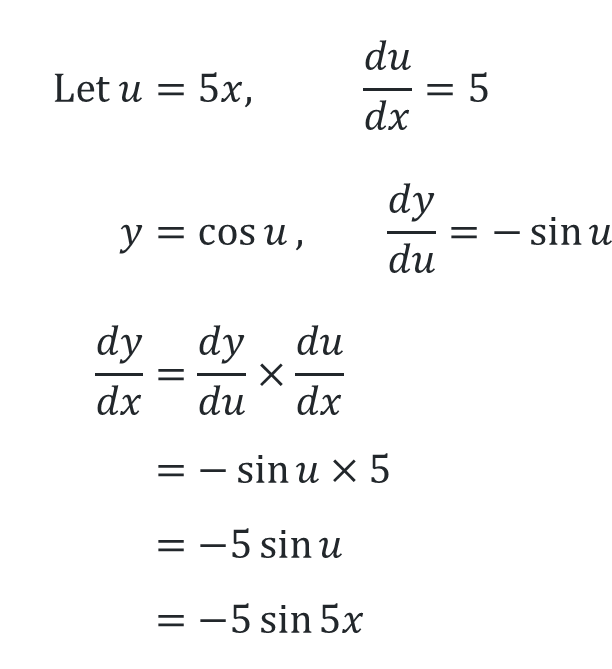 Let u = 5x, du/dx = 5
y = cos u, dy/du = − sin u
dy/dx = dy/du × du/dx
= − sin u × 5
= −5 sin u
= −5 sin 5x